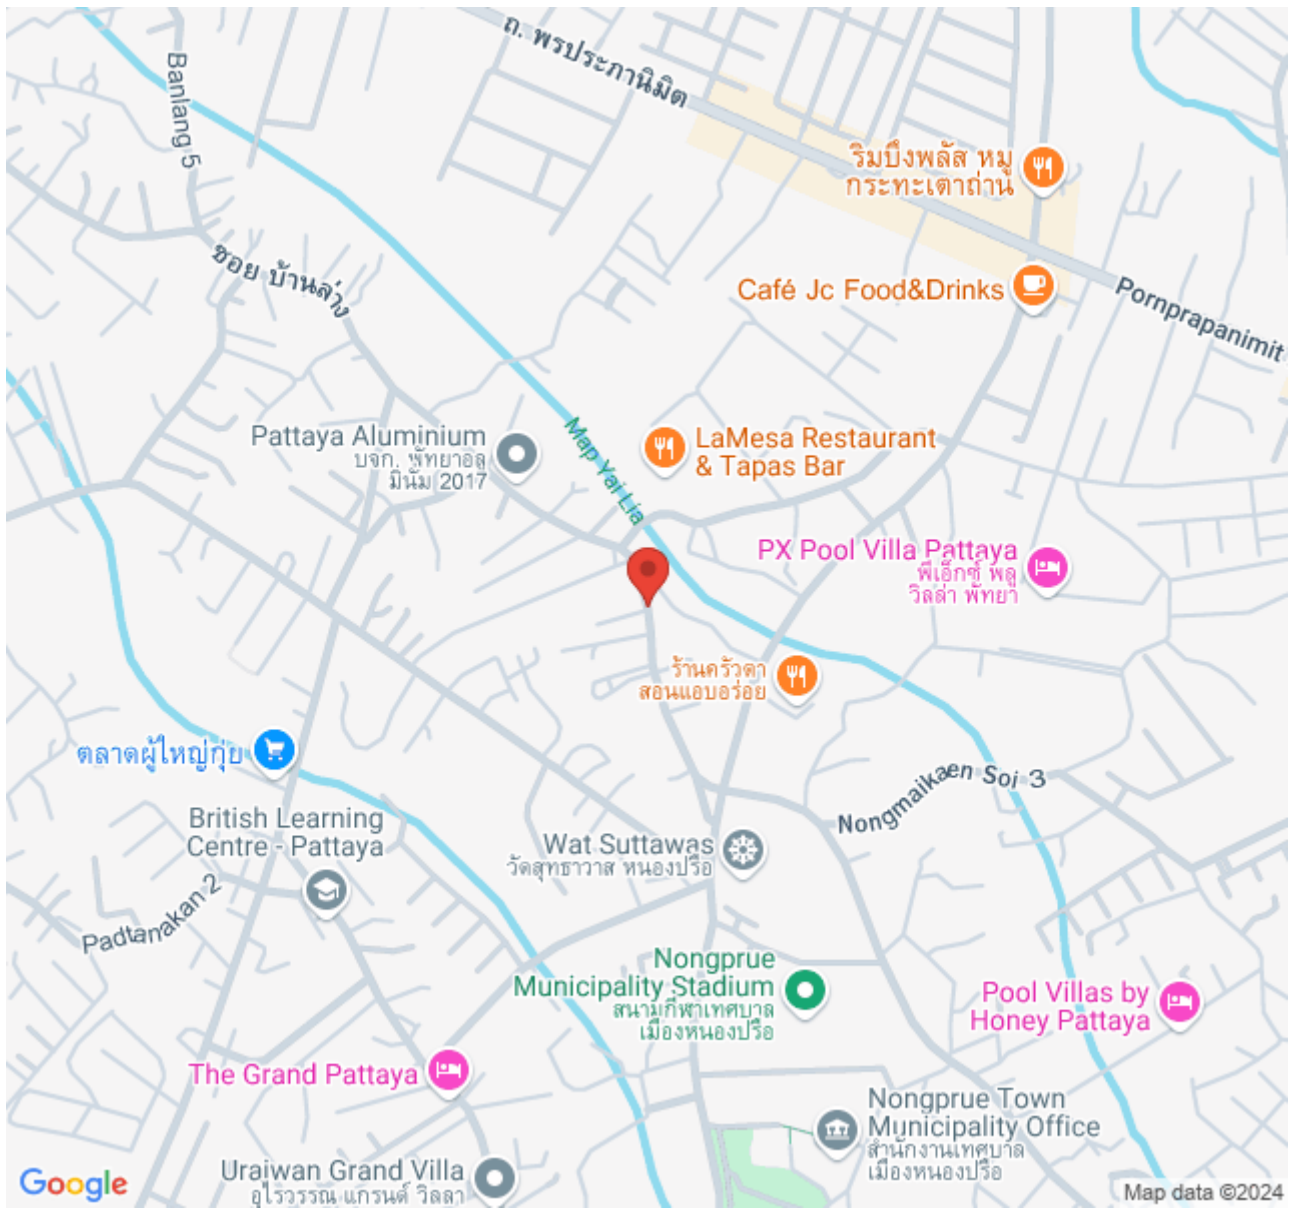 ถ. พรประภานิมิต
Banlang 5
ริมบึงพลัส หมู
กระทะเตาถ่าน
ซอย บ้านล่าง
Café Jc Food&Drinks
Pornprapanimit
Pattaya Aluminium
บจก. พัทยาอลู
มินั่ม 2017
Map Yai Lia
LaMesa Restaurant
& Tapas Bar
PX Pool Villa Pattaya
พีเอ็กซ์ พลู
วิลล่า พัทยา
ร้านครัวตา
สอนแอบอร่อย
ตลาดผู้ใหญ่กุ่ย
Nongmaikaen Soi 3
British Learning
Centre - Pattaya
Wat Suttawas
วัดสุทธาวาส หนองปรือ
Padtanakan 2
Nongprue
Municipality Stadium
สนามกีฬาเทศบาล
เมืองหนองปรือ
Pool Villas by
Honey Pattaya
The Grand Pattaya
Nongprue Town
Municipality Office
สำนักงานเทศบาล
เมืองหนองปรือ
Uraiwan Grand Villa
อุไรวรรณ แกรนด์ วิลลา
Google
Map data ©2024